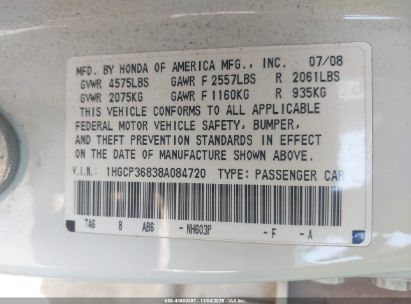 MFD. BY HONDA OF AMERICA MFG., INC. 07/08
GVWR 4575LBS GAWR F 2557LBS R 2061LBS
GVWR 2075KG GAWR F 1160KG R 935KG
THIS VEHICLE CONFORMS TO ALL APPLICABLE
FEDERAL MOTOR VEHICLE SAFETY, BUMPER,
AND THEFT PREVENTION STANDARDS IN EFFECT
ON THE DATE OF MANUFACTURE SHOWN ABOVE.
V.I.N: 1HGCP36838A084720 TYPE: PASSENGER CAR
TA6 B AB6 -NH603P -F -A